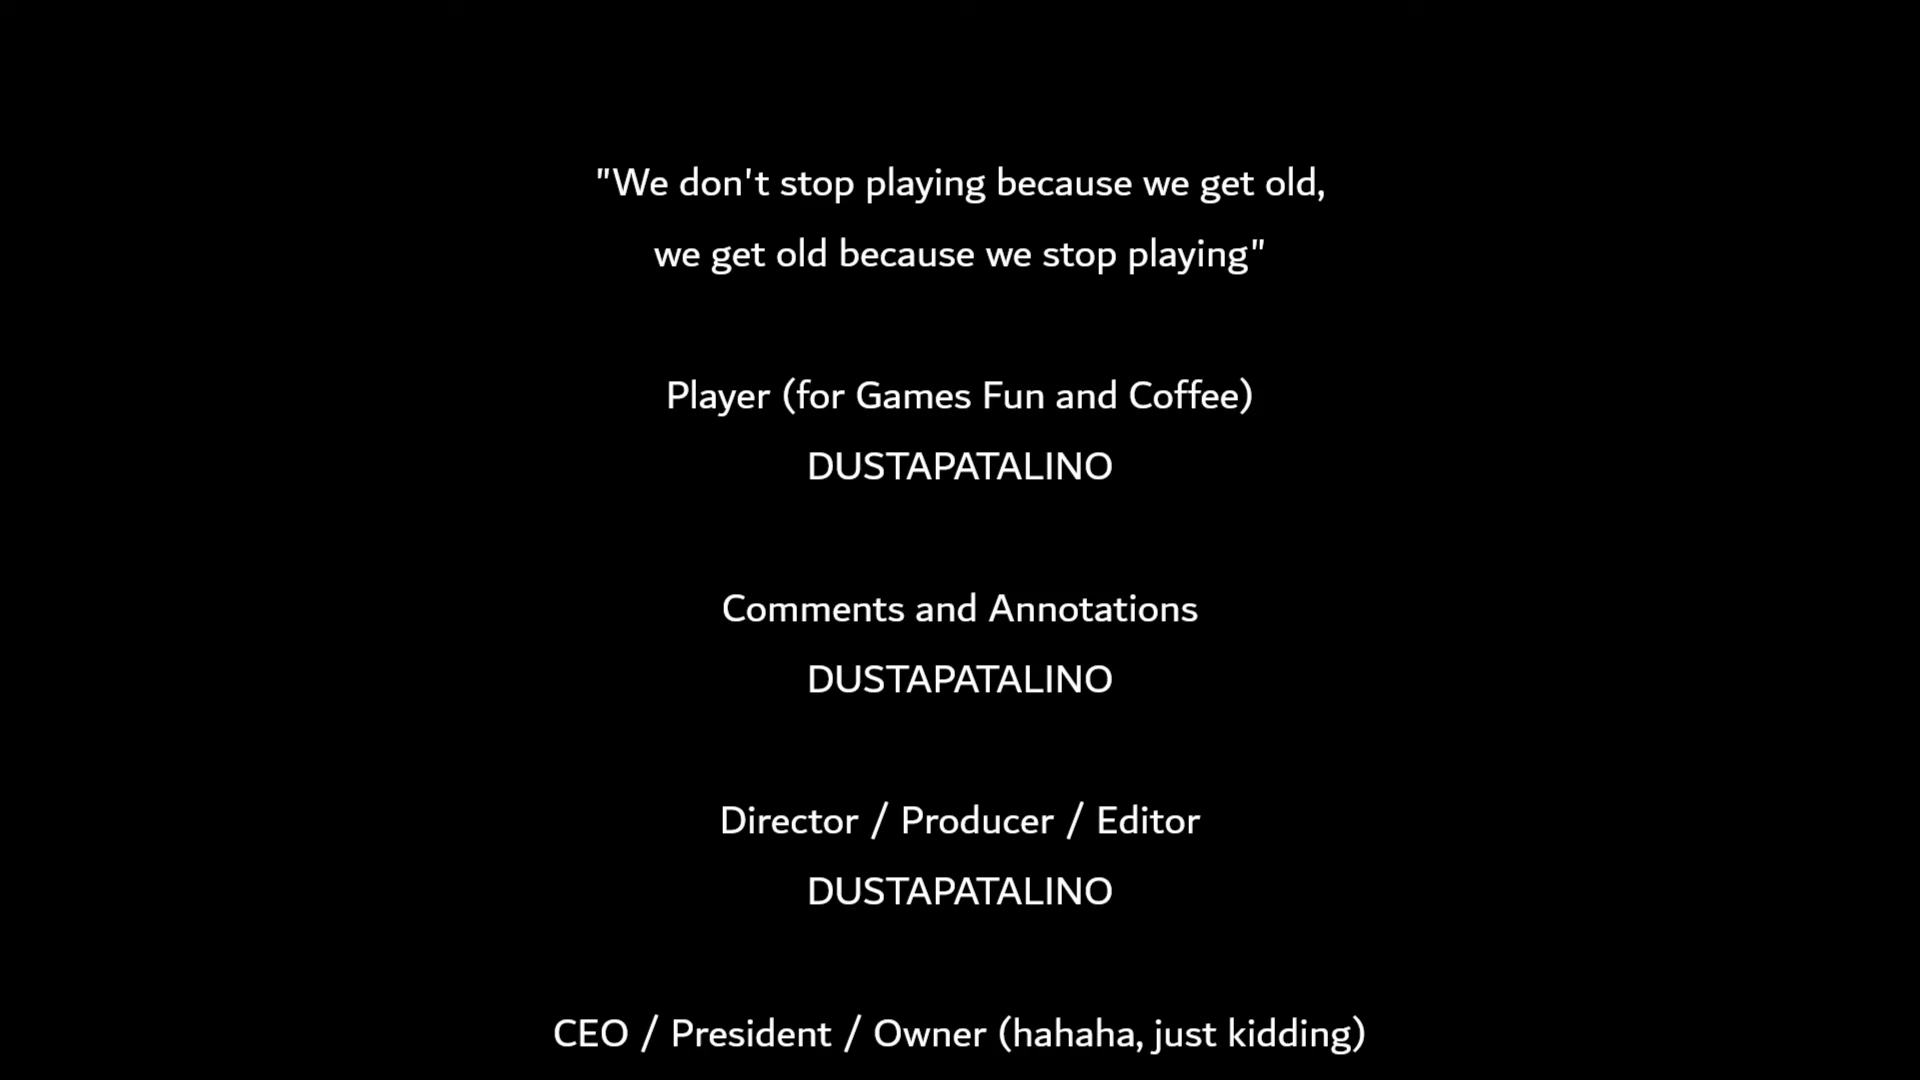 "We don't stop playing because we get old,
we get old because we stop playing"
Player (for Games Fun and Coffee)
DUSTAPATALINO
Comments and Annotations
DUSTAPATALINO
Director / Producer / Editor
DUSTAPATALINO
CEO / President / Owner (hahaha, just kidding)